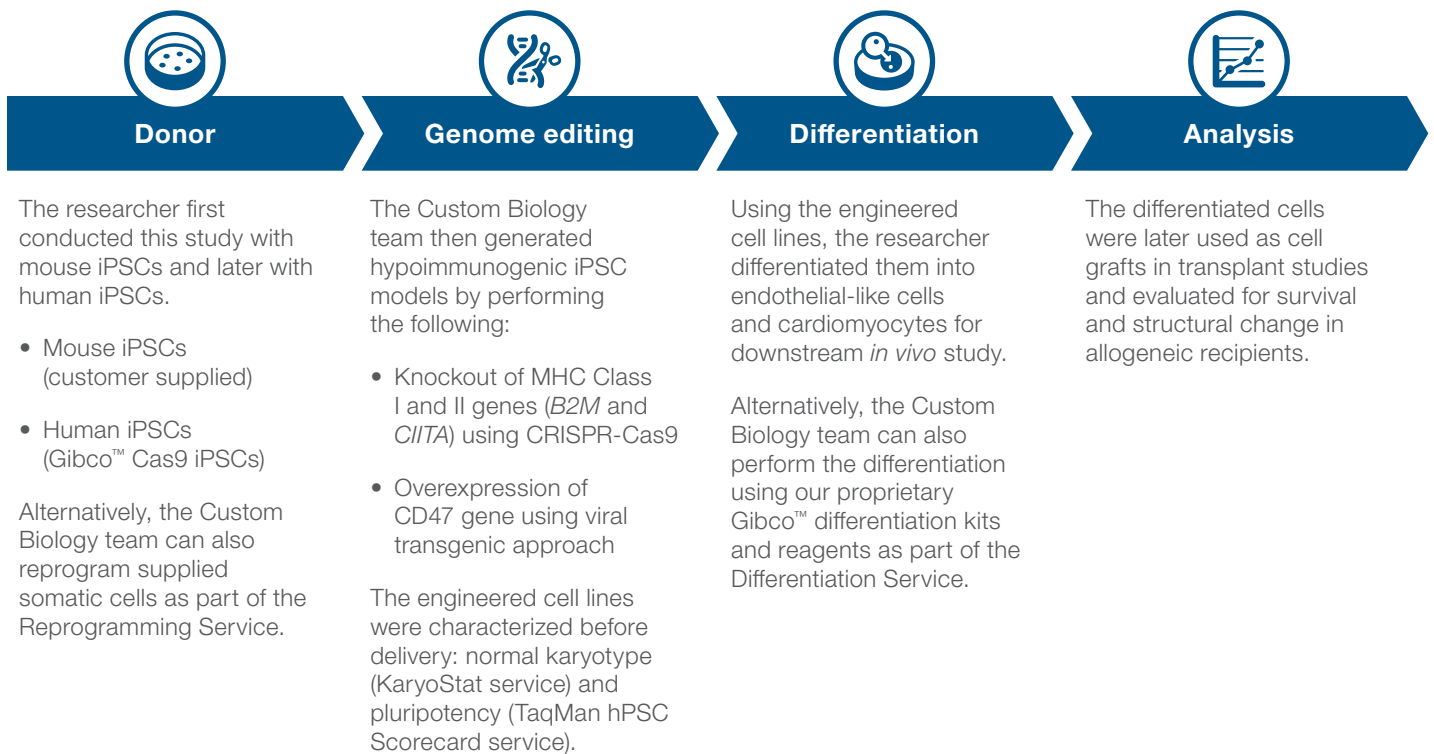 Donor
Genome editing
Differentiation
Analysis
The researcher first
conducted this study with
mouse iPSCs and later with
human iPSCs.
• Mouse iPSCs
(customer supplied)
• Human iPSCs
(Gibco™ Cas9 iPSCs)
Alternatively, the Custom
Biology team can also
reprogram supplied
somatic cells as part of the
Reprogramming Service.
The Custom Biology
team then generated
hypoimmunogenic iPSC
models by performing
the following:
• Knockout of MHC Class
I and II genes (B2M and
CIITA) using CRISPR-Cas9
• Overexpression of
CD47 gene using viral
transgenic approach
The engineered cell lines
were characterized before
delivery: normal karyotype
(KaryoStat service) and
pluripotency (TaqMan hPSC
Scorecard service).
Using the engineered
cell lines, the researcher
differentiated them into
endothelial-like cells
and cardiomyocytes for
downstream in vivo study.
Alternatively, the Custom
Biology team can also
perform the differentiation
using our proprietary
Gibco™ differentiation kits
and reagents as part of the
Differentiation Service.
The differentiated cells
were later used as cell
grafts in transplant studies
and evaluated for survival
and structural change in
allogeneic recipients.